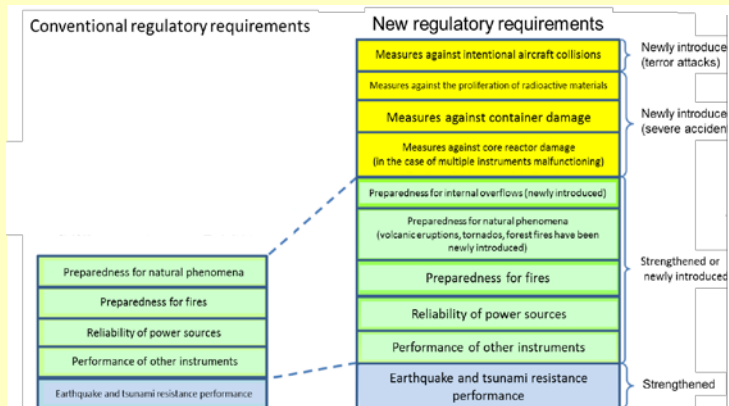 Conventional regulatory requirements
New regulatory requirements
Measures against intentional aircraft collisions
Measures against the proliferation of radioactive materials
Measures against container damage
Measures against core reactor damage
(in the case of multiple instruments malfunctioning)
Preparedness for internal overflows (newly introduced)
Preparedness for natural phenomena
(volcanic eruptions, tornados, forest fires have been
newly introduced)
Preparedness for fires
Reliability of power sources
Performance of other instruments
Earthquake and tsunami resistance
performance
Newly introduce
(terror attacks)
Newly introduce
(severe acciden
Strengthened or
newly introduced
Strengthened
Preparedness for natural phenomena
Preparedness for fires
Reliability of power sources
Performance of other instruments
Earthquake and tsunami resistance performance